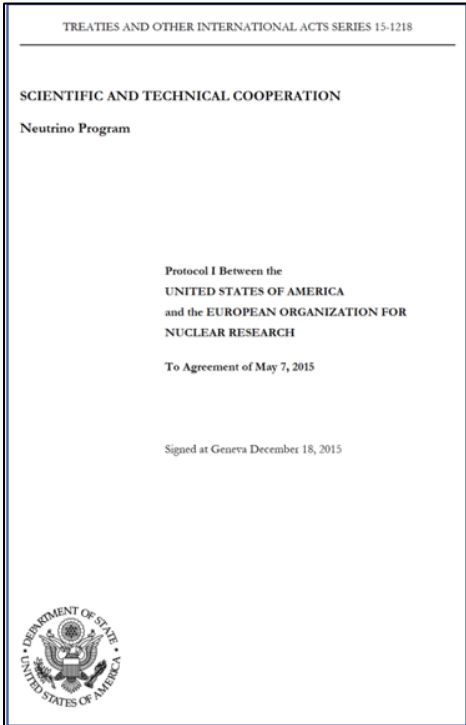 TREATIES AND OTHER INTERNATIONAL ACTS SERIES 15-1218
SCIENTIFIC AND TECHNICAL COOPERATION
Neutrino Program
Protocol I Between the
UNITED STATES OF AMERICA
and the EUROPEAN ORGANIZATION FOR
NUCLEAR RESEARCH
To Agreement of May 7, 2015
Signed at Geneva December 18, 2015
DEPARTMENT OF STATE
UNITED STATES OF AMERICA